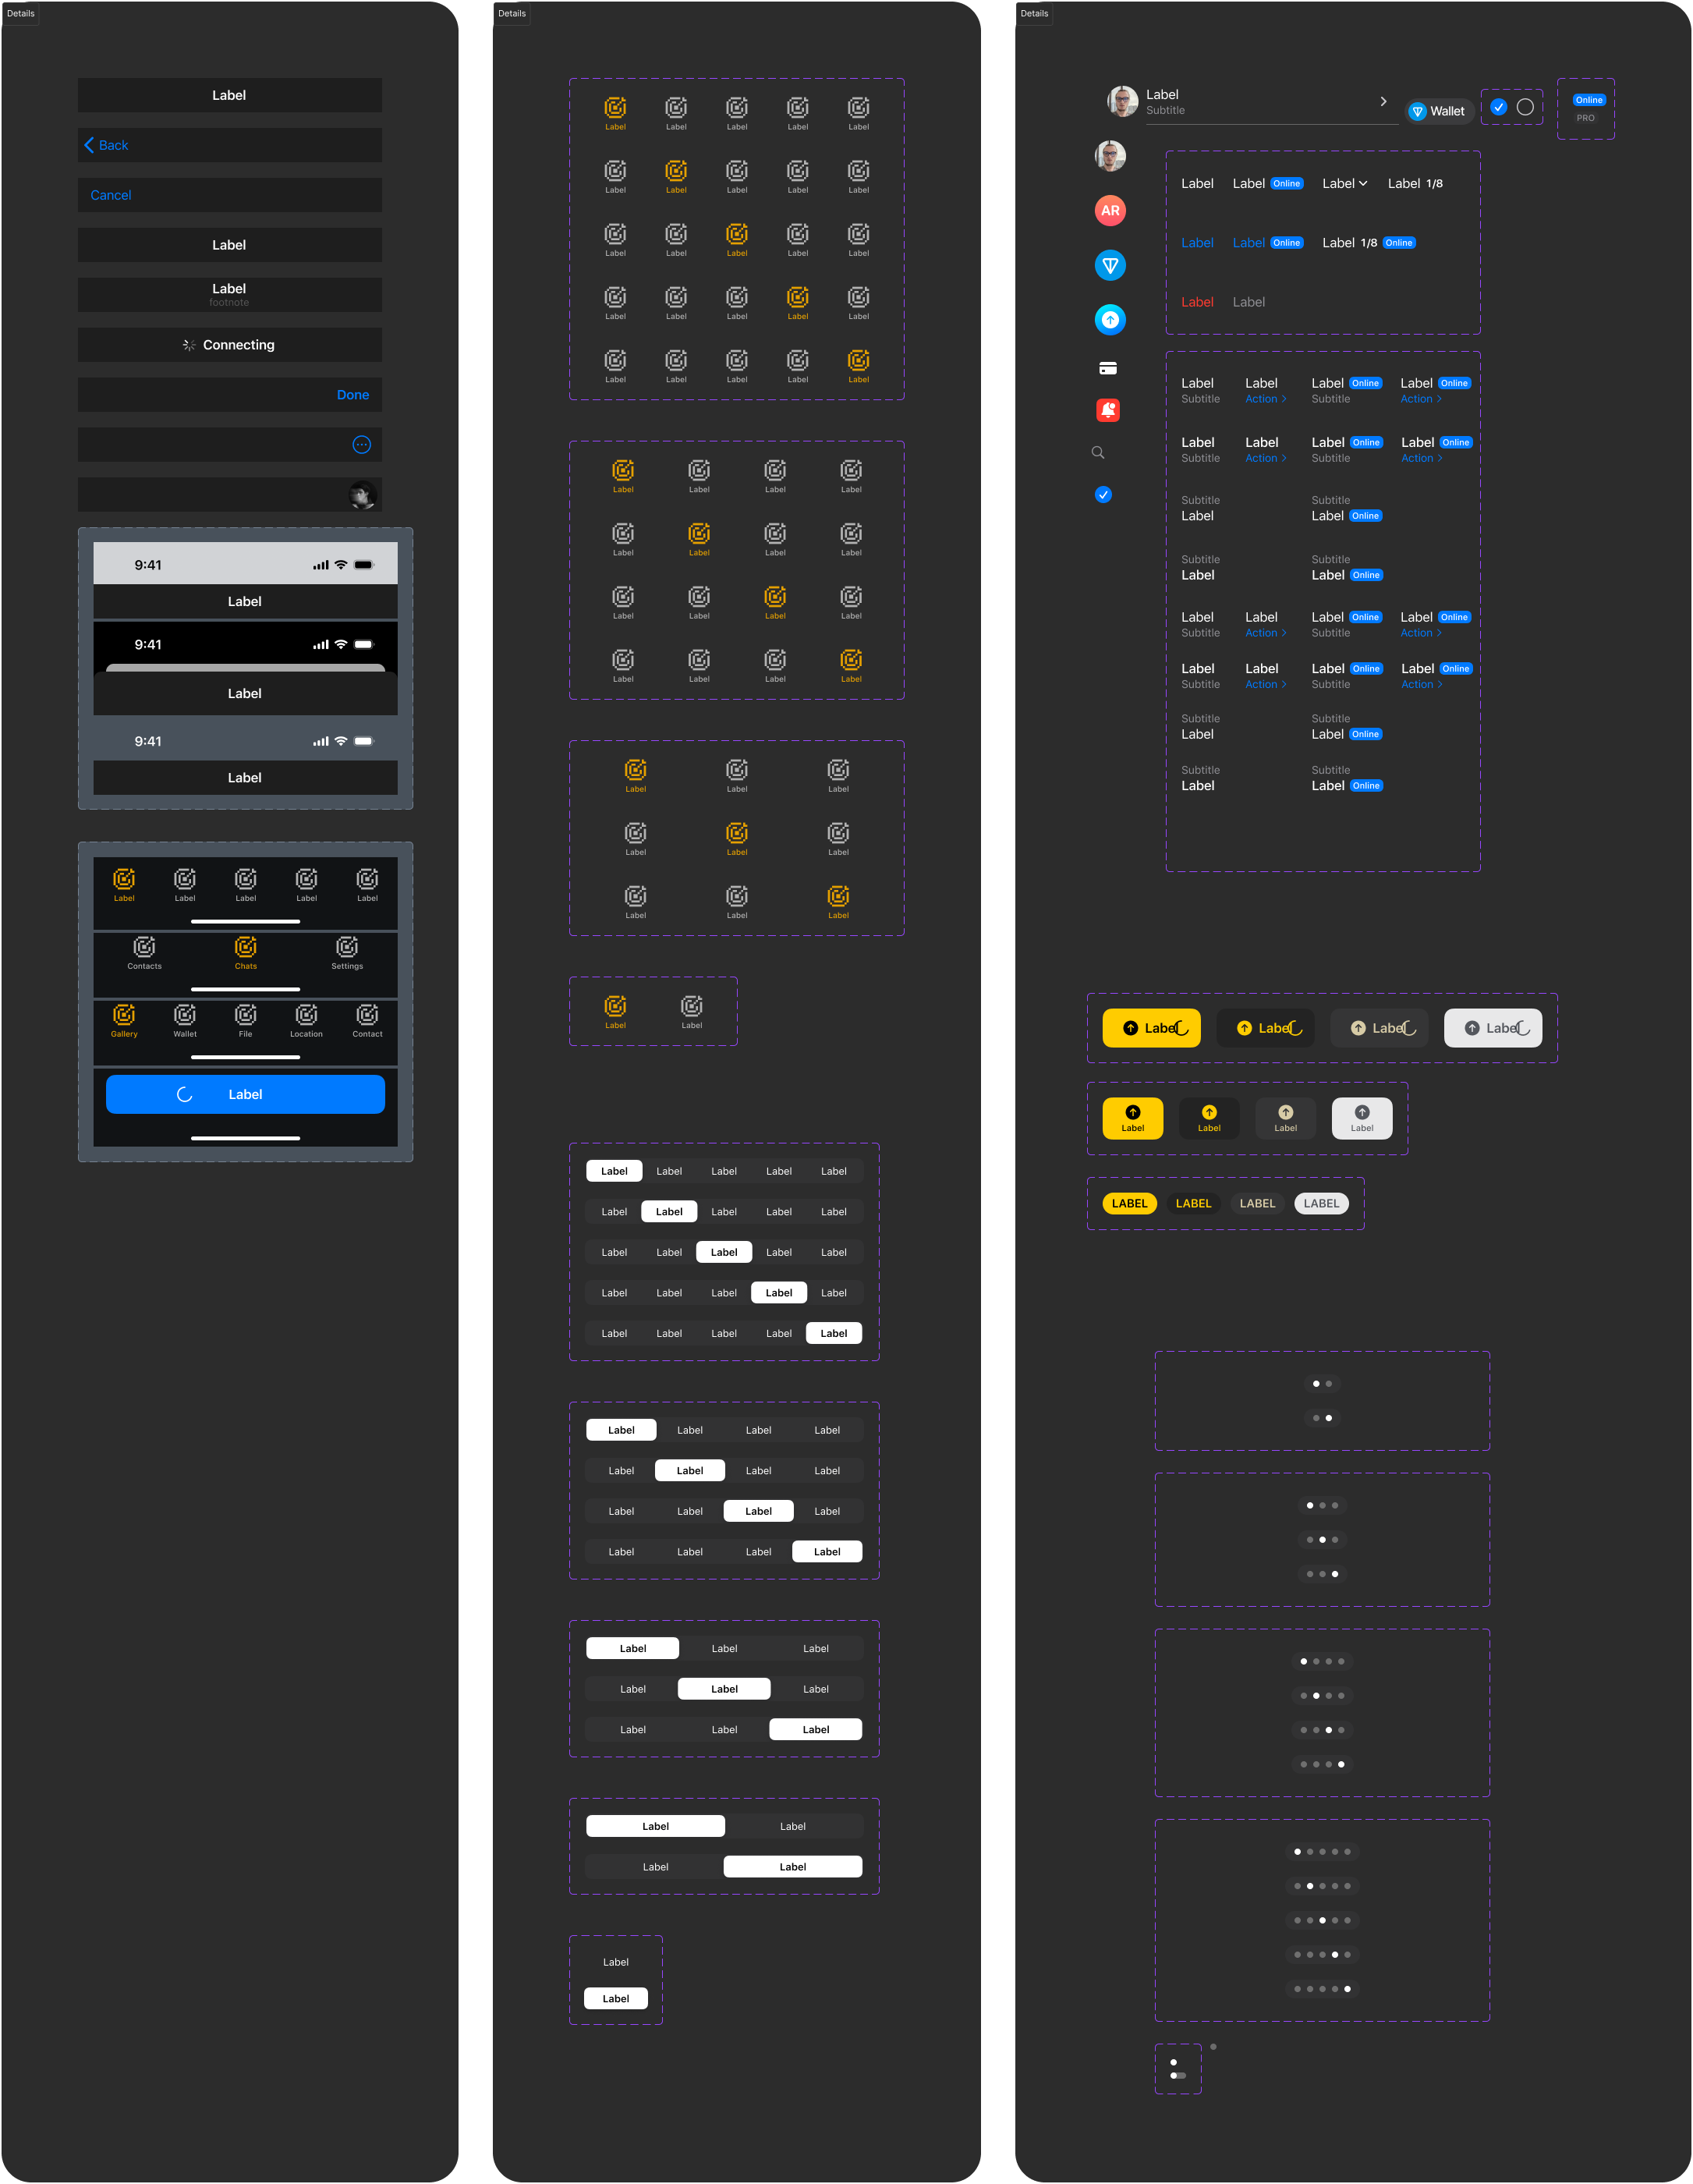 Details
Label
Back
Cancel
Label
Label
footnote
Connecting
Done
9:41
Label
9:41
Label
9:41
Label
Label Label Label Label Label
Contacts Chats Settings
Gallery Wallet File Location Contact
Label
Details
Label Label Label Label Label
Label Label Label Label Label
Label Label Label Label Label
Label Label Label Label Label
Label Label Label Label Label
Label Label Label Label
Label Label Label Label
Label Label Label Label
Label Label Label Label
Label Label Label
Label Label Label
Label Label Label
Label Label
Label Label Label Label Label
Label Label Label Label Label
Label Label Label Label Label
Label Label Label Label Label
Label Label Label Label Label
Label Label Label Label
Label Label Label Label
Label Label Label Label
Label Label Label Label
Label Label Label
Label Label Label
Label Label Label
Label Label
Label Label
Label
Label
Details
Label
Subtitle
Wallet
Online
PRO
AR
Label Label Online Label Label 1/8
Label Label Online Label 1/8 Online
Label Label
Label Label Label Online Label Online
Subtitle Action Subtitle Action
Label Label Label Online Label Online
Subtitle Action Subtitle Action
Subtitle Subtitle
Label Label Online
Subtitle Subtitle
Label Label Online
Label Label Label Online Label Online
Subtitle Action Subtitle Action
Label Label Label Online Label Online
Subtitle Action Subtitle Action
Subtitle Subtitle
Label Label Online
Subtitle Subtitle
Label Label Online
Label Label Label Label
Label Label Label Label
LABEL LABEL LABEL LABEL